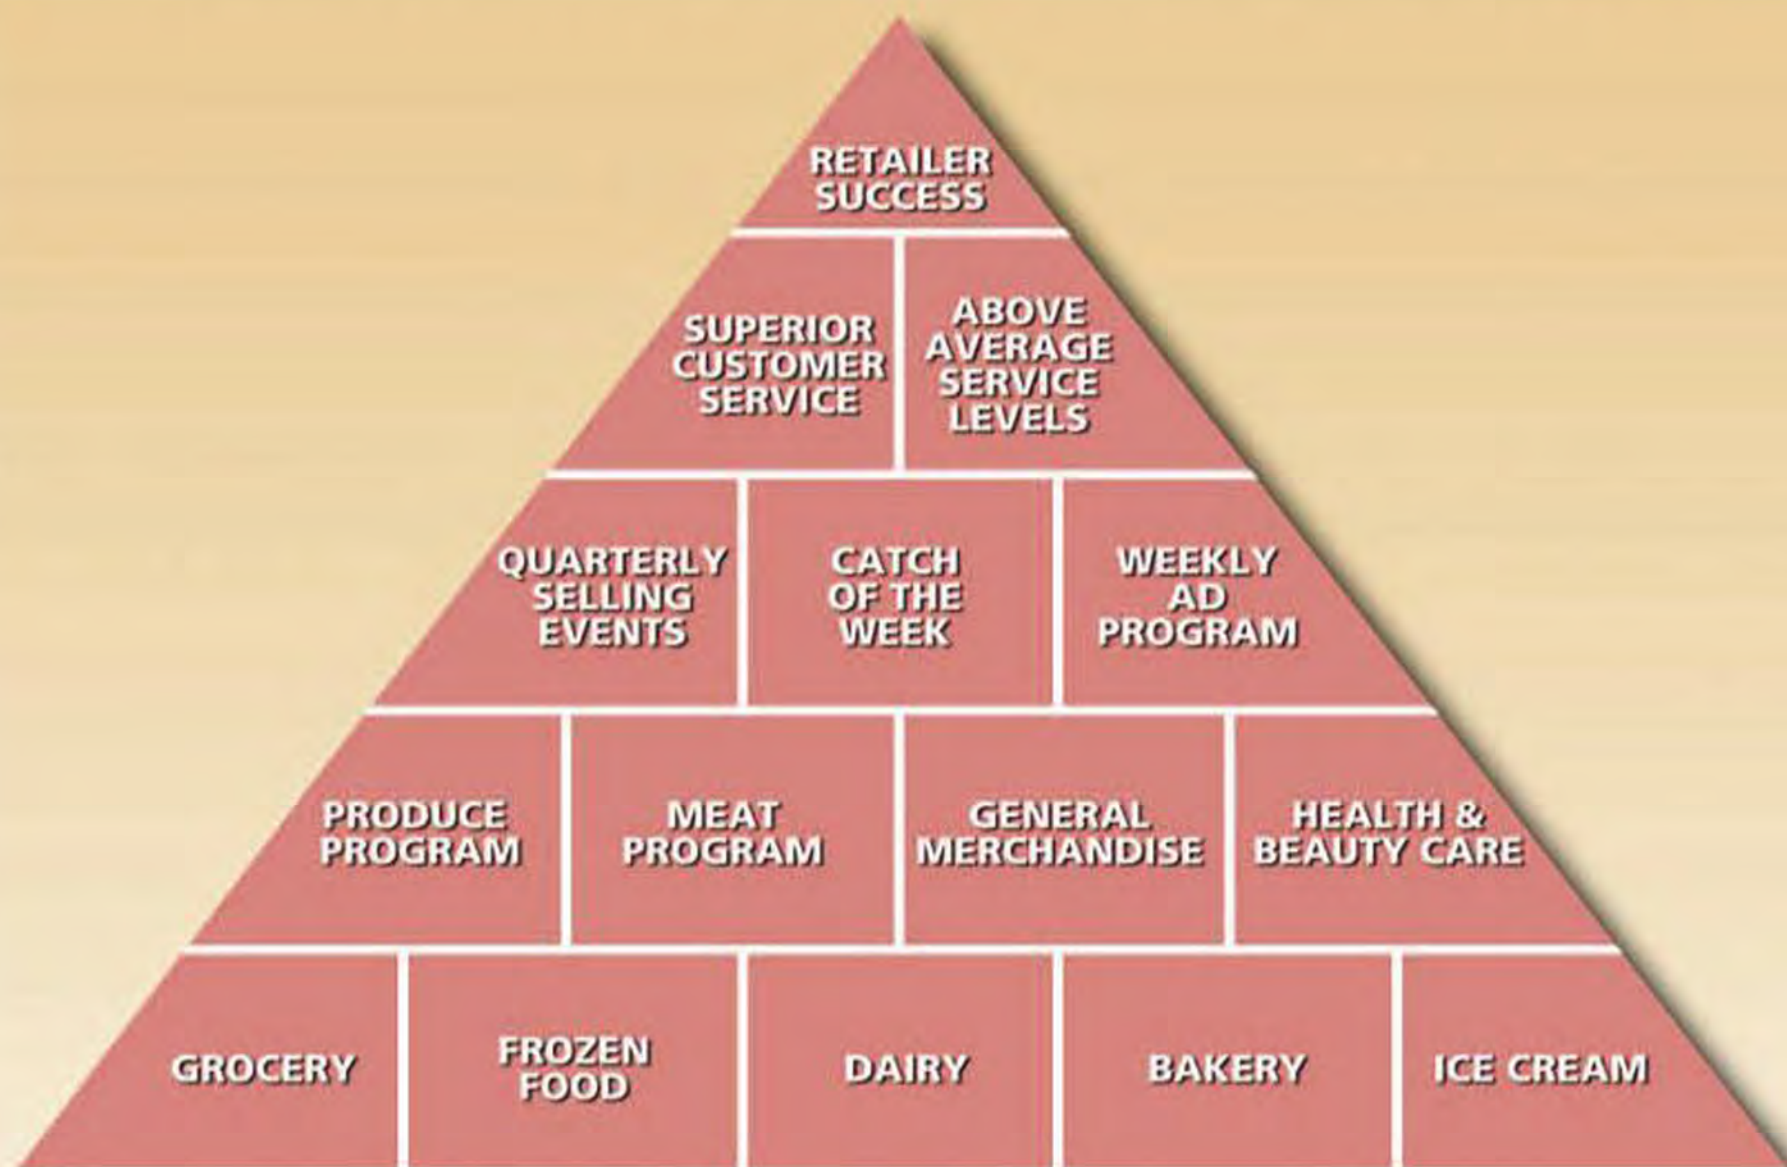 RETAILER
SUCCESS
SUPERIOR
CUSTOMER
SERVICE
ABOVE
AVERAGE
SERVICE
LEVELS
QUARTERLY
SELLING
EVENTS
CATCH
OF THE
WEEK
WEEKLY
AD
PROGRAM
PRODUCE
PROGRAM
MEAT
PROGRAM
GENERAL
MERCHANDISE
HEALTH &
BEAUTY CARE
GROCERY
FROZEN
FOOD
DAIRY
BAKERY
ICE CREAM